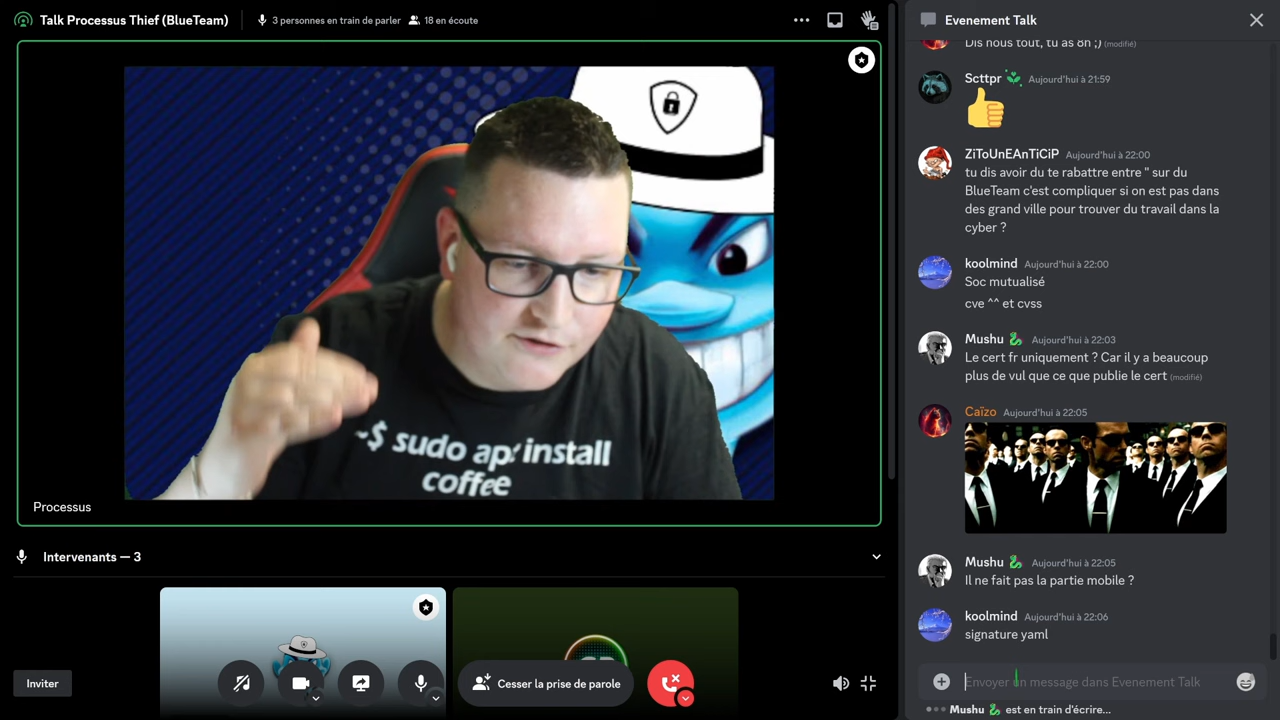 Talk Processus Thief (BlueTeam)
3 personnes en train de parler
18 en écoute
Evenement Talk
Dis nous tout, tu as 8h ;) (modifié)
Scttpr Aujourd'hui à 21:59
ZiToUnEAnTiCiP Aujourd'hui à 22:00
tu dis avoir du te rabattre entre " sur du
BlueTeam c'est compliquer si on est pas dans
des grand ville pour trouver du travail dans la
cyber ?
koolmind Aujourd'hui à 22:00
Soc mutualisé
cve ^^ et cvss
Mushu Aujourd'hui à 22:03
Le cert fr uniquement ? Car il y a beaucoup
plus de vul que ce que publie le cert (modifié)
Caïzo Aujourd'hui à 22:05
Mushu Aujourd'hui à 22:05
Il ne fait pas la partie mobile ?
koolmind Aujourd'hui à 22:06
signature yaml
Envoyer un message dans Evenement Talk
Mushu est en train d'écrire...
~$ sudo apt install
coffee
Processus
Intervenants — 3
Inviter
Cesser la prise de parole